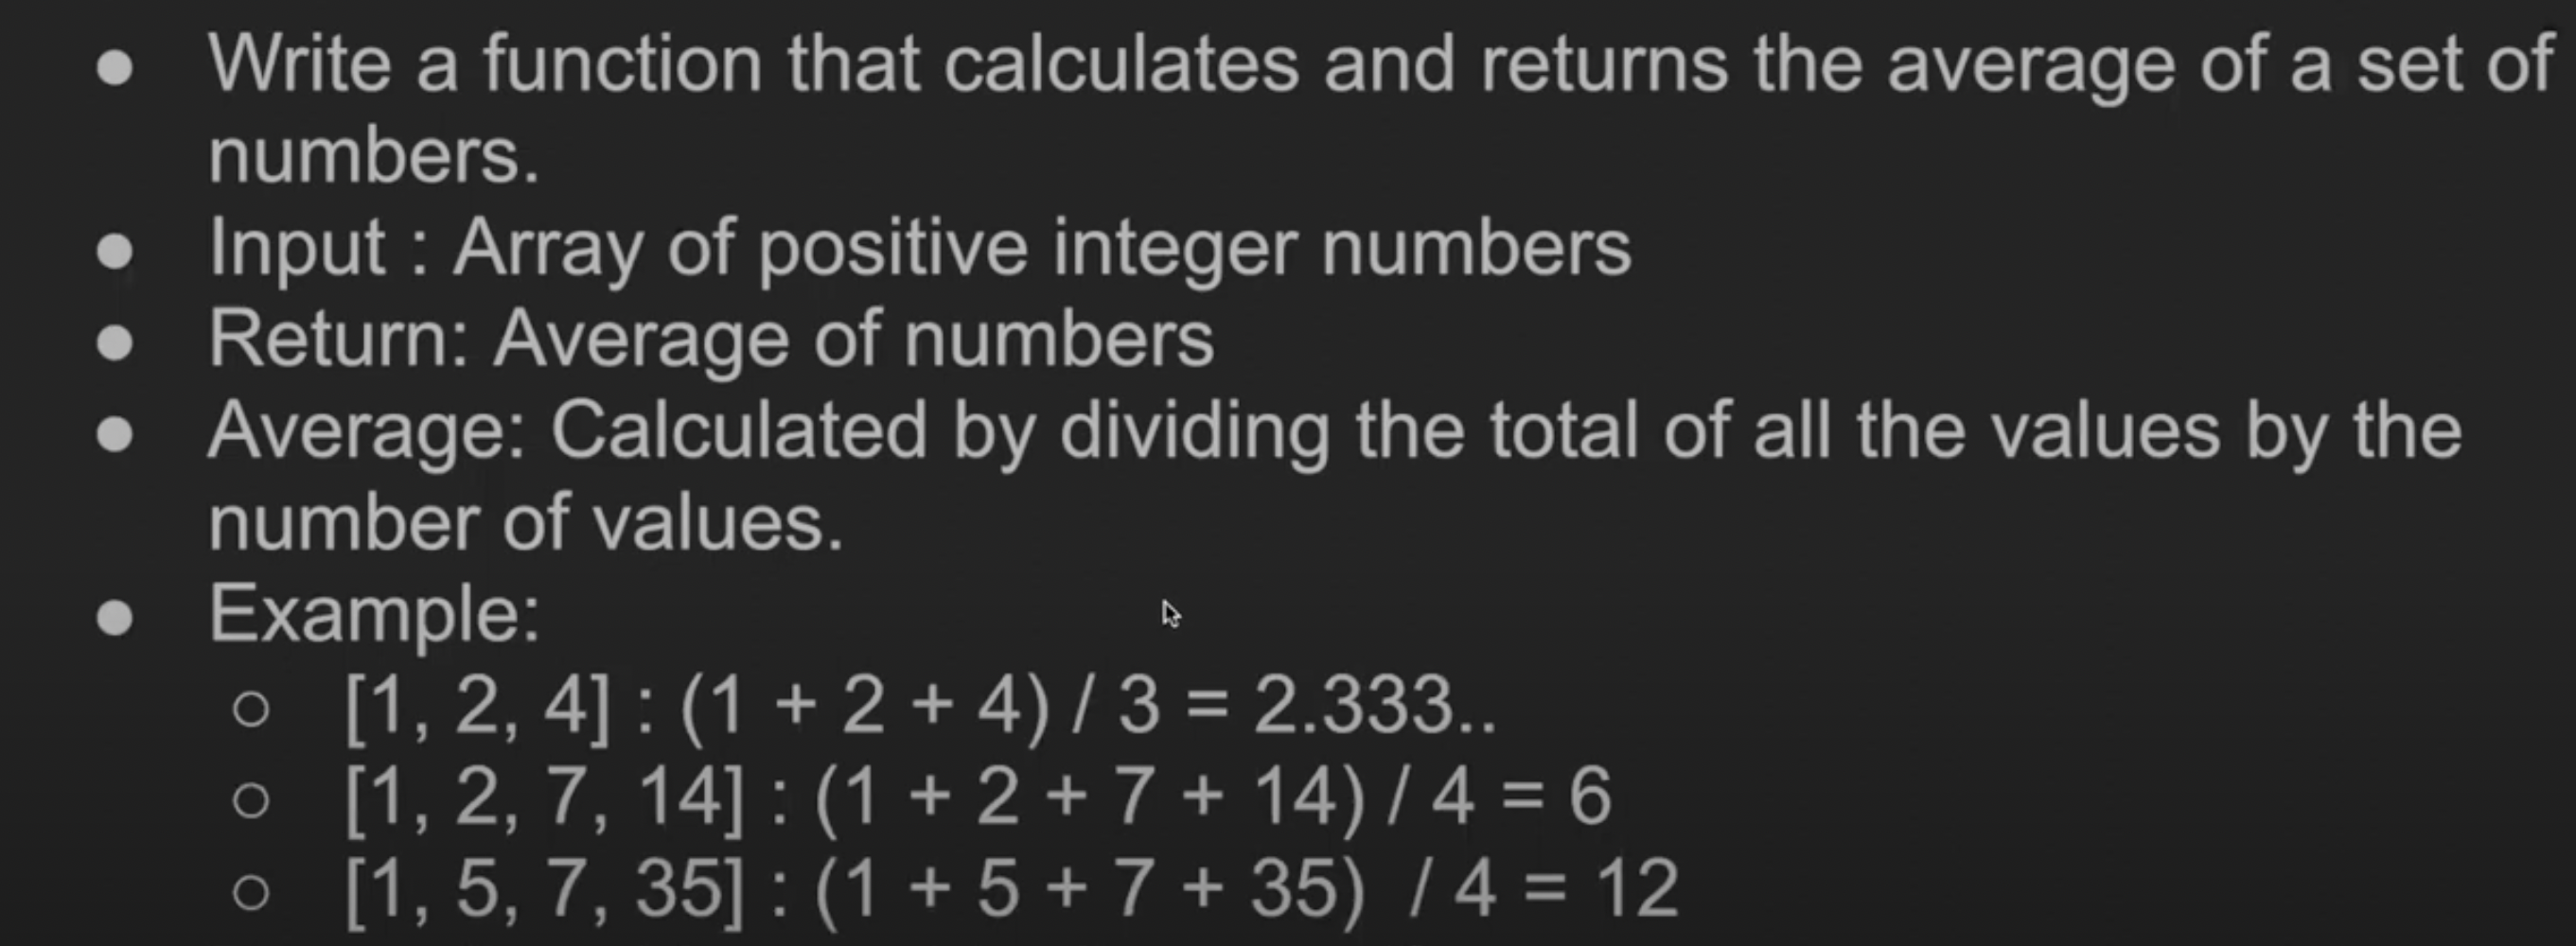 ● Write a function that calculates and returns the average of a set of
numbers.
● Input : Array of positive integer numbers
● Return: Average of numbers
● Average: Calculated by dividing the total of all the values by the
number of values.
● Example:
○ [1, 2, 4] : (1 + 2 + 4) / 3 = 2.333..
○ [1, 2, 7, 14] : (1 + 2 + 7 + 14) / 4 = 6
○ [1, 5, 7, 35] : (1 + 5 + 7 + 35)  / 4 = 12